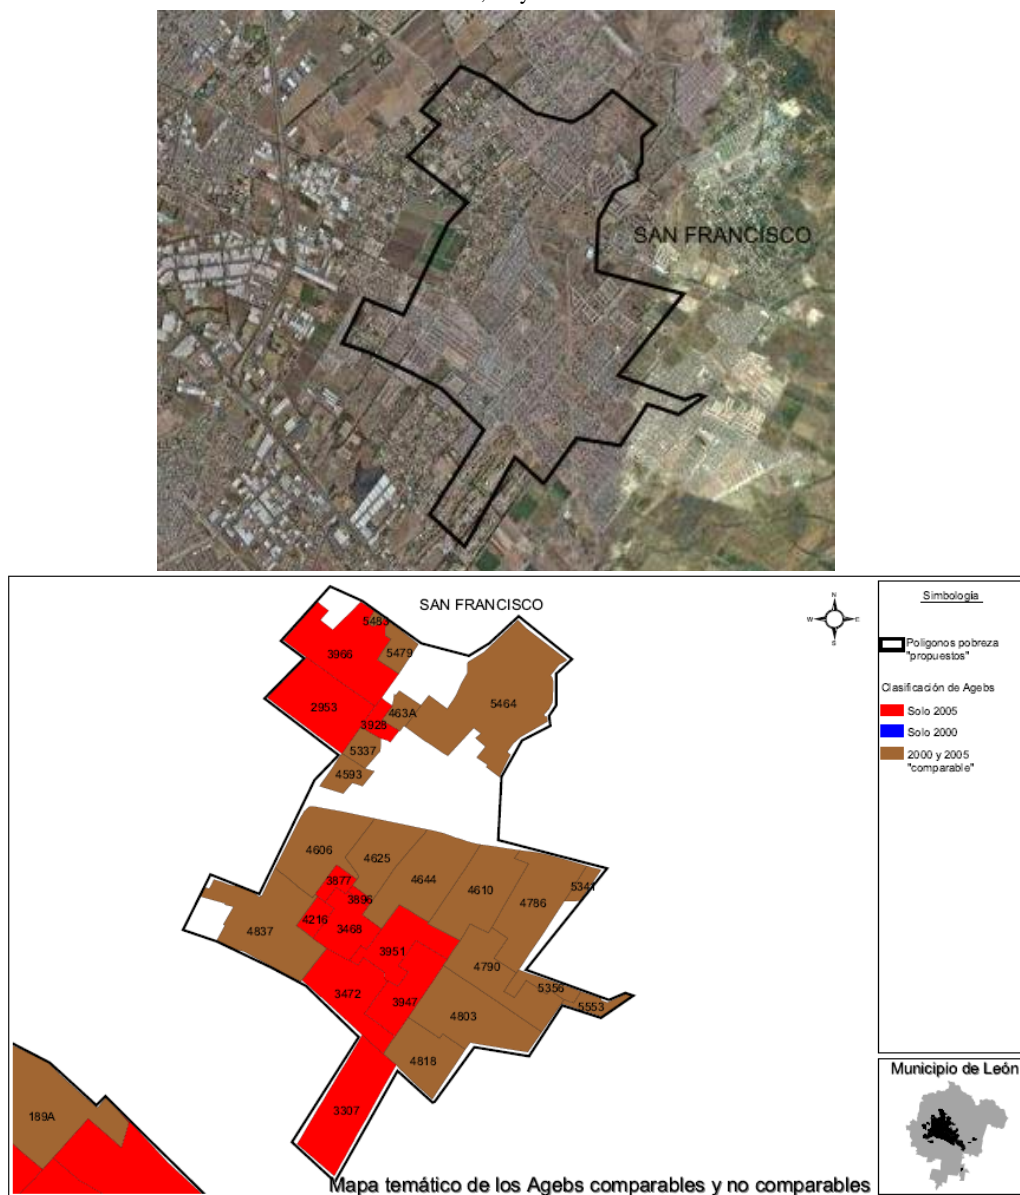 SAN FRANCISCO
SAN FRANCISCO
N
W
E
S
Simbología
Poligonos pobreza
"propuestos"
Clasificación de Agebs
Solo 2005
Solo 2000
2000 y 2005
"comparable"
5483
3966
5479
2953
463A
5464
3928
5337
4593
4606
4625
4644
4610
3877
3896
4786
5341
4216
3468
4837
3951
4790
3472
3947
5356
5553
4803
4818
3307
189A
Municipio de León
Mapa temático de los Agebs comparables y no comparables